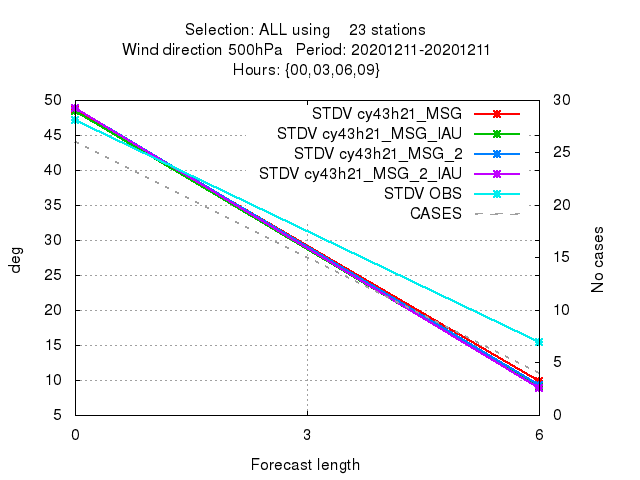 Selection: ALL using 23 stations
Wind direction 500hPa Period: 20201211-20201211
Hours: {00,03,06,09}
STDV cy43h21_MSG
STDV cy43h21_MSG_IAU
STDV cy43h21_MSG_2
STDV cy43h21_MSG_2_IAU
STDV OBS
CASES
deg
50
45
40
35
30
25
20
15
10
5
30
25
20
15
10
5
0
No cases
0 3 6
Forecast length